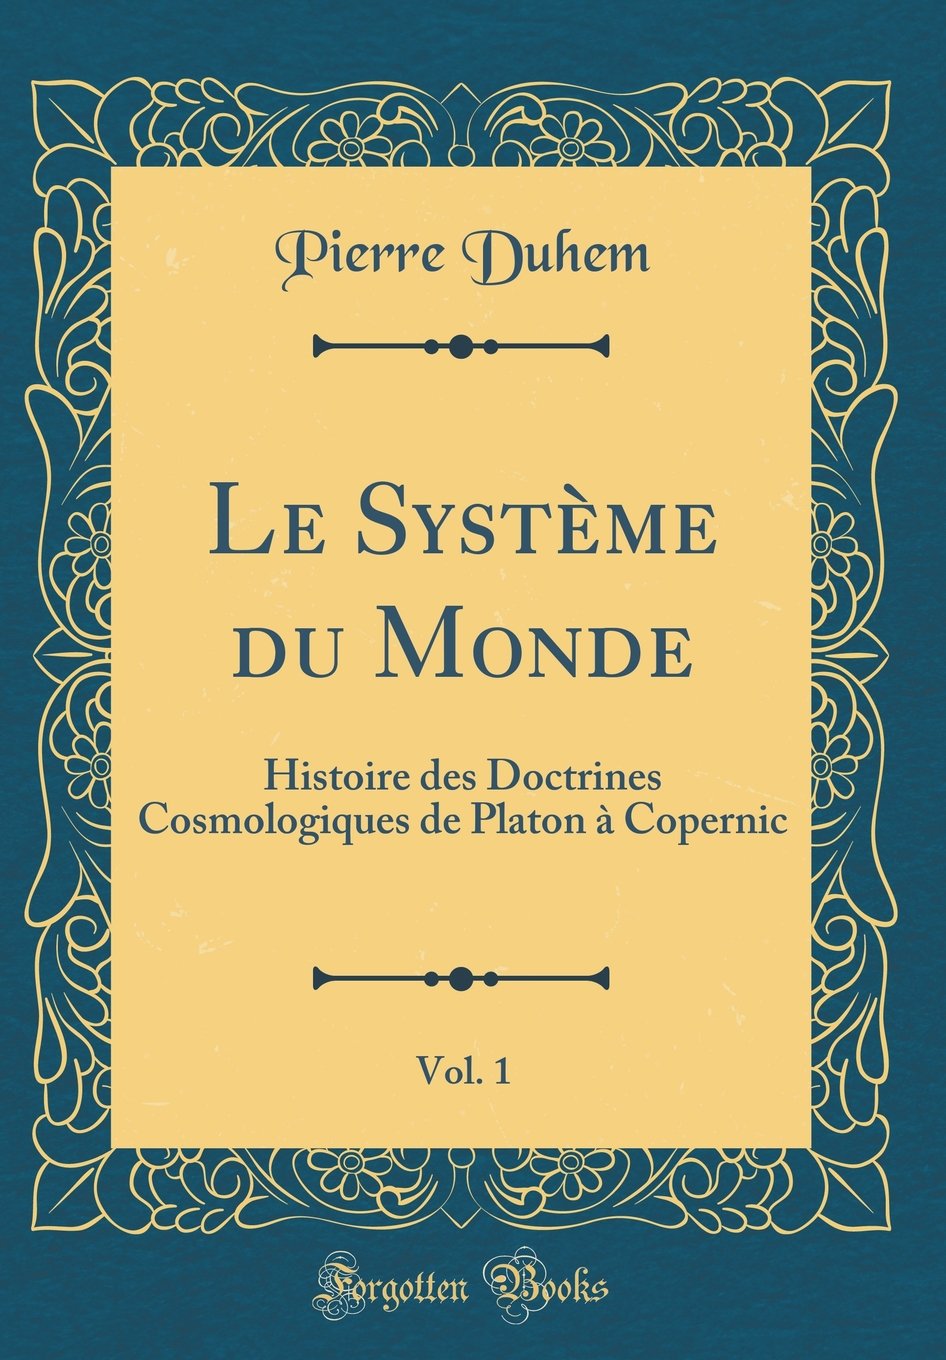 Pierre Duhem
Le Système
du Monde
Histoire des Doctrines
Cosmologiques de Platon à Copernic
Vol. 1
Forgotten Books